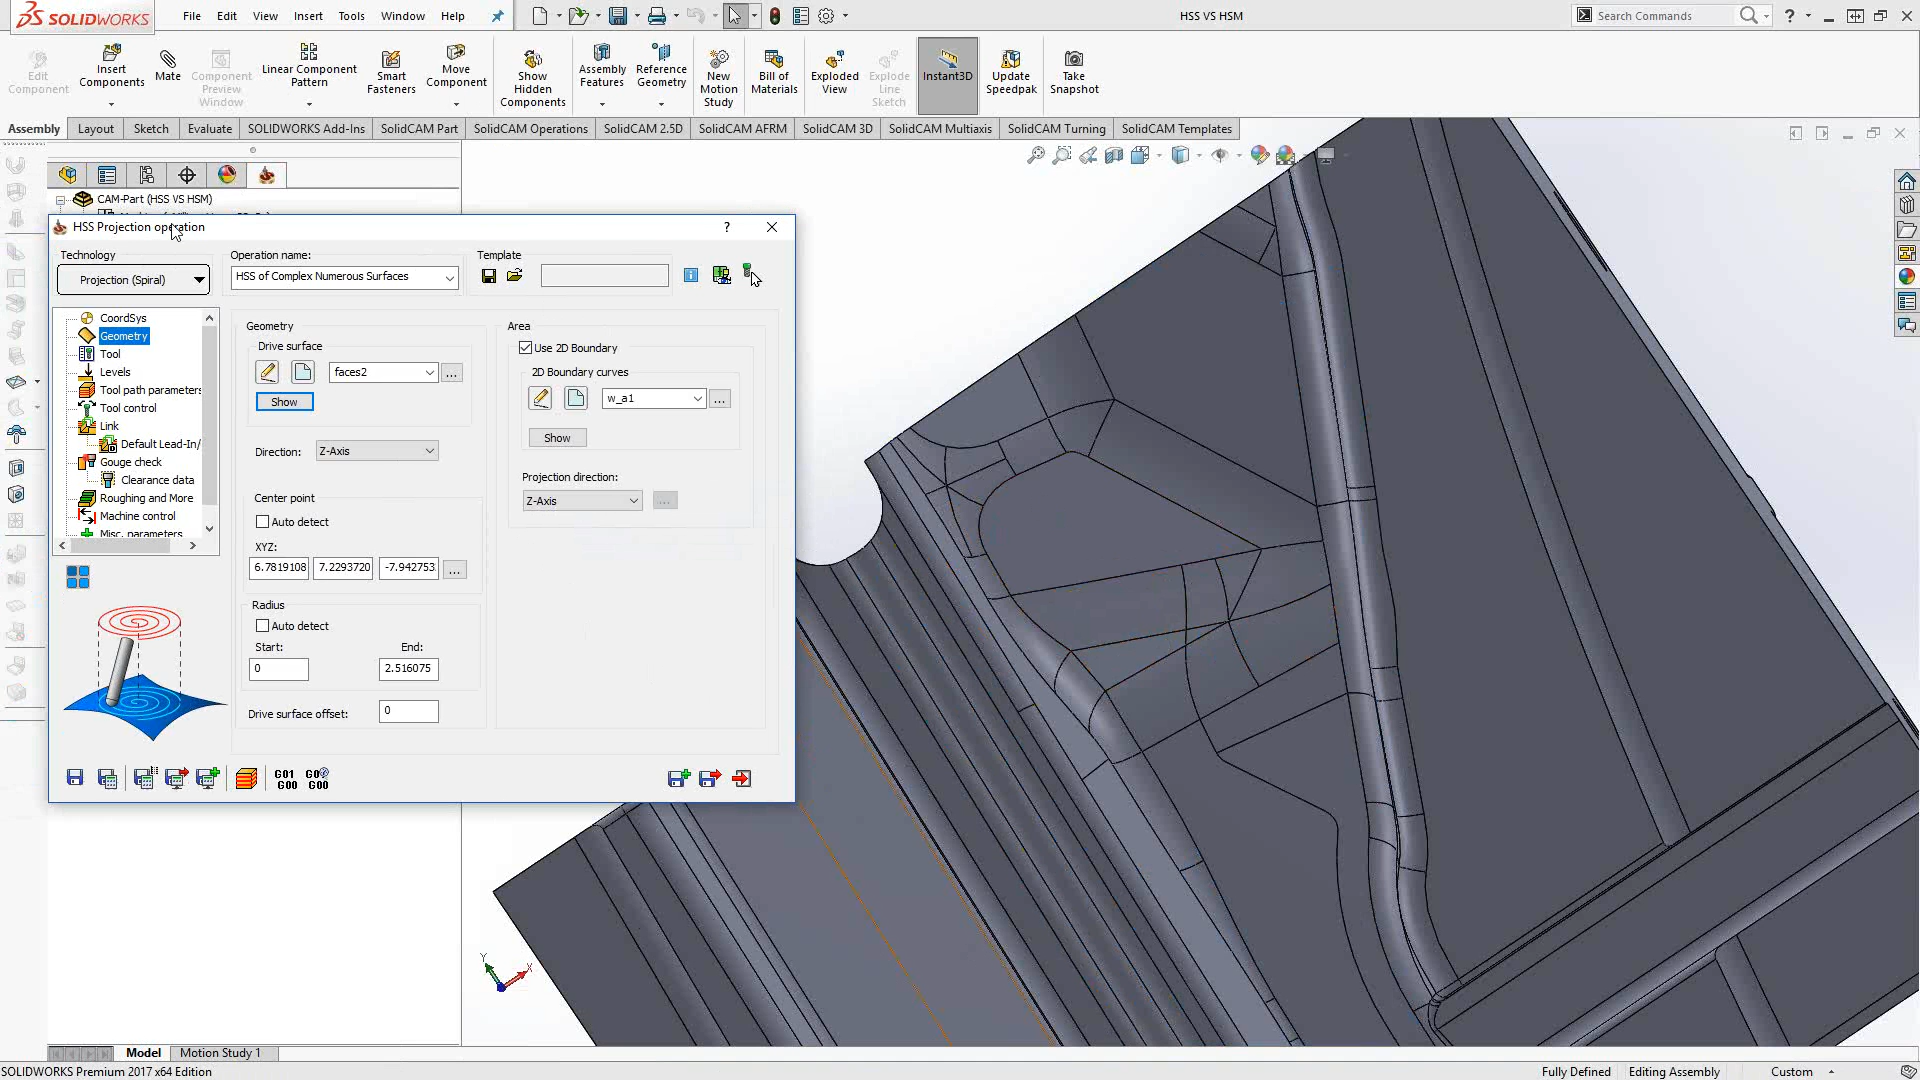 SOLIDWORKS
File Edit View Insert Tools Window Help
HSS VS HSM
Search Commands
Edit Component
Insert Components
Mate
Component Preview Window
Linear Component Pattern
Smart Fasteners
Move Component
Show Hidden Components
Assembly Features
Reference Geometry
New Motion Study
Bill of Materials
Exploded View
Explode Line Sketch
Instant3D
Update Speedpak
Take Snapshot
Assembly Layout Sketch Evaluate SOLIDWORKS Add-Ins SolidCAM Part SolidCAM Operations SolidCAM 2.5D SolidCAM AFRM SolidCAM 3D SolidCAM Multiaxis SolidCAM Turning SolidCAM Templates
CAM-Part (HSS VS HSM)
HSS Projection operation
Technology
Projection (Spiral)
Operation name:
HSS of Complex Numerous Surfaces
Template
CoordSys
Geometry
Tool
Levels
Tool path parameters
Tool control
Link
Default Lead-In/
Gouge check
Clearance data
Roughing and More
Machine control
Misc. parameters
Geometry
Drive surface
faces2
...
Show
Direction: Z-Axis
Center point
Auto detect
XYZ:
6.7819108 7.2293720 -7.942753 ...
Radius
Auto detect
Start: End:
0 2.516075
Drive surface offset: 0
Area
Use 2D Boundary
2D Boundary curves
w_a1
...
Show
Projection direction:
Z-Axis
...
G01 G00
G0 G00
Y
X
Model Motion Study 1
SOLIDWORKS Premium 2017 x64 Edition
Fully Defined Editing Assembly Custom